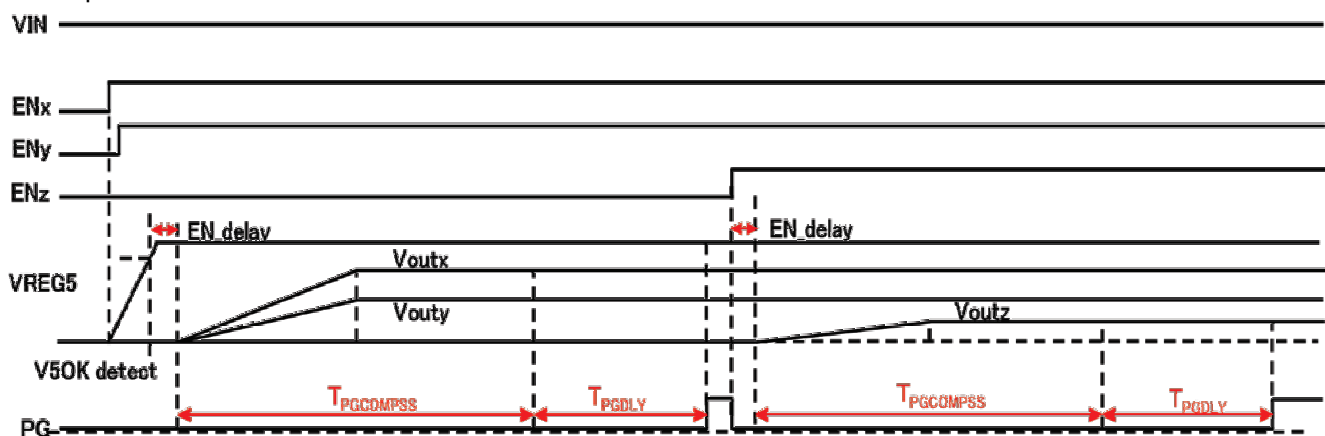 VIN
ENx
ENy
ENz
EN_delay
EN_delay
VREG5
Voutx
Vouty
Voutz
V5OK detect
TPGCOMPSS
TPGDLY
TPGCOMPSS
TPGDLY
PG